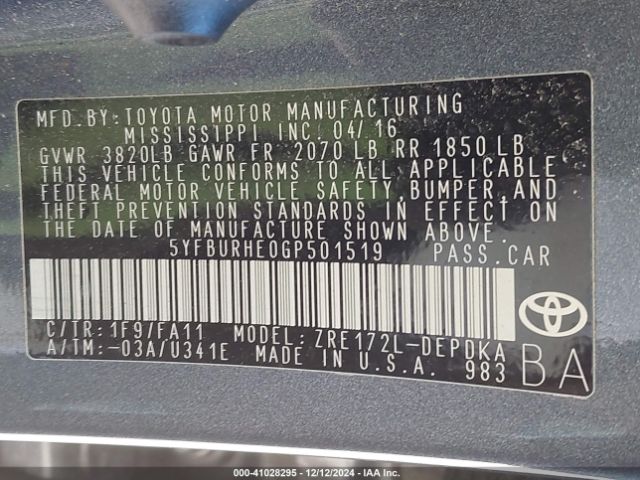 MFD.BY:TOYOTA MOTOR MANUFACTURING
MISSISSIPPI INC. 04/16
GVWR 3820LB GAWR FR 2070 LB RR 1850 LB
THIS VEHICLE CONFORMS TO ALL APPLICABLE
FEDERAL MOTOR VEHICLE SAFETY,BUMPER,AND
THEFT PREVENTION STANDARDS IN EFFECT ON
THE DATE OF MANUFACTURE SHOWN ABOVE.
5YFBURHE0GP501519 PASS.CAR
C/TR:1F9/FA11 MODEL:ZRE172L-DEPDKA
A/TM:-03A/U341E MADE IN U.S.A. 983
BA
000-41028295 - 12/12/2024 - IAA Inc.